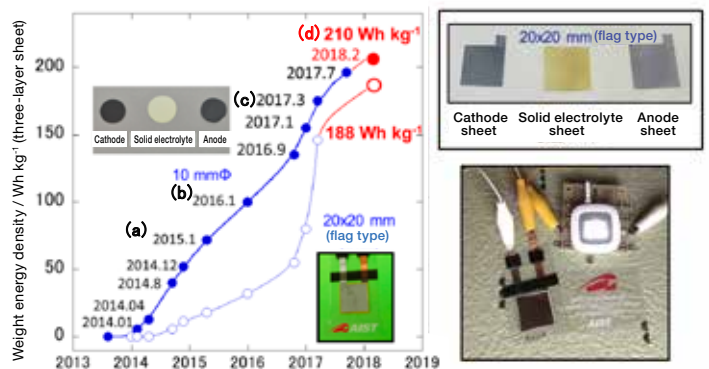 Weight energy density / Wh kg⁻¹ (three-layer sheet)
200
150
100
50
0
2013
2014
2015
2016
2017
2018
2019
(d) 210 Wh kg⁻¹
2018.2
2017.7
(c) 2017.3
2017.1
188 Wh kg⁻¹
2016.9
10 mmΦ
(b)
2016.1
(a)
2015.1
2014.12
2014.8
2014.04
2014.01
20x20 mm
(flag type)
Cathode
Solid electrolyte
Anode
AIST
20x20 mm (flag type)
Cathode
sheet
Solid electrolyte
sheet
Anode
sheet
AIST